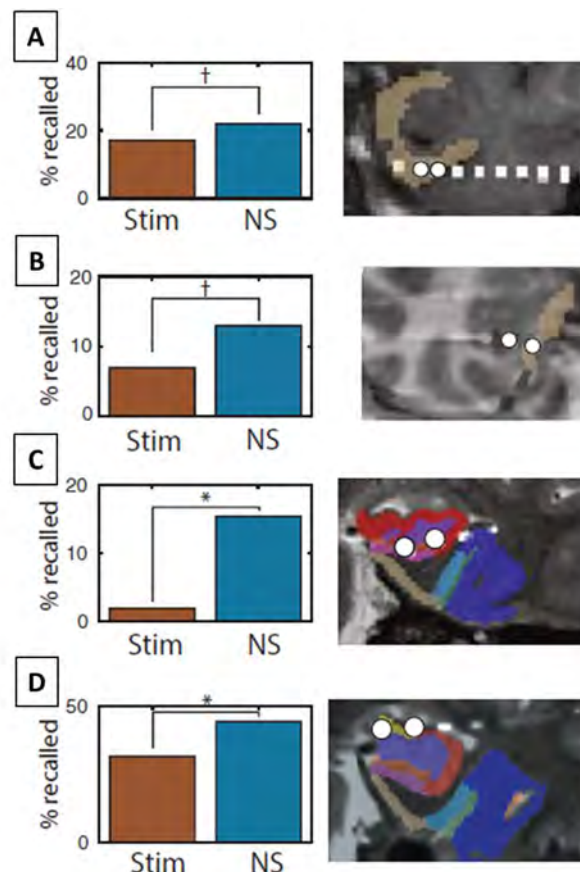 A
% recalled
40
20
0
†
Stim
NS
B
% recalled
20
10
0
†
Stim
NS
C
% recalled
20
10
0
*
Stim
NS
D
% recalled
50
0
*
Stim
NS